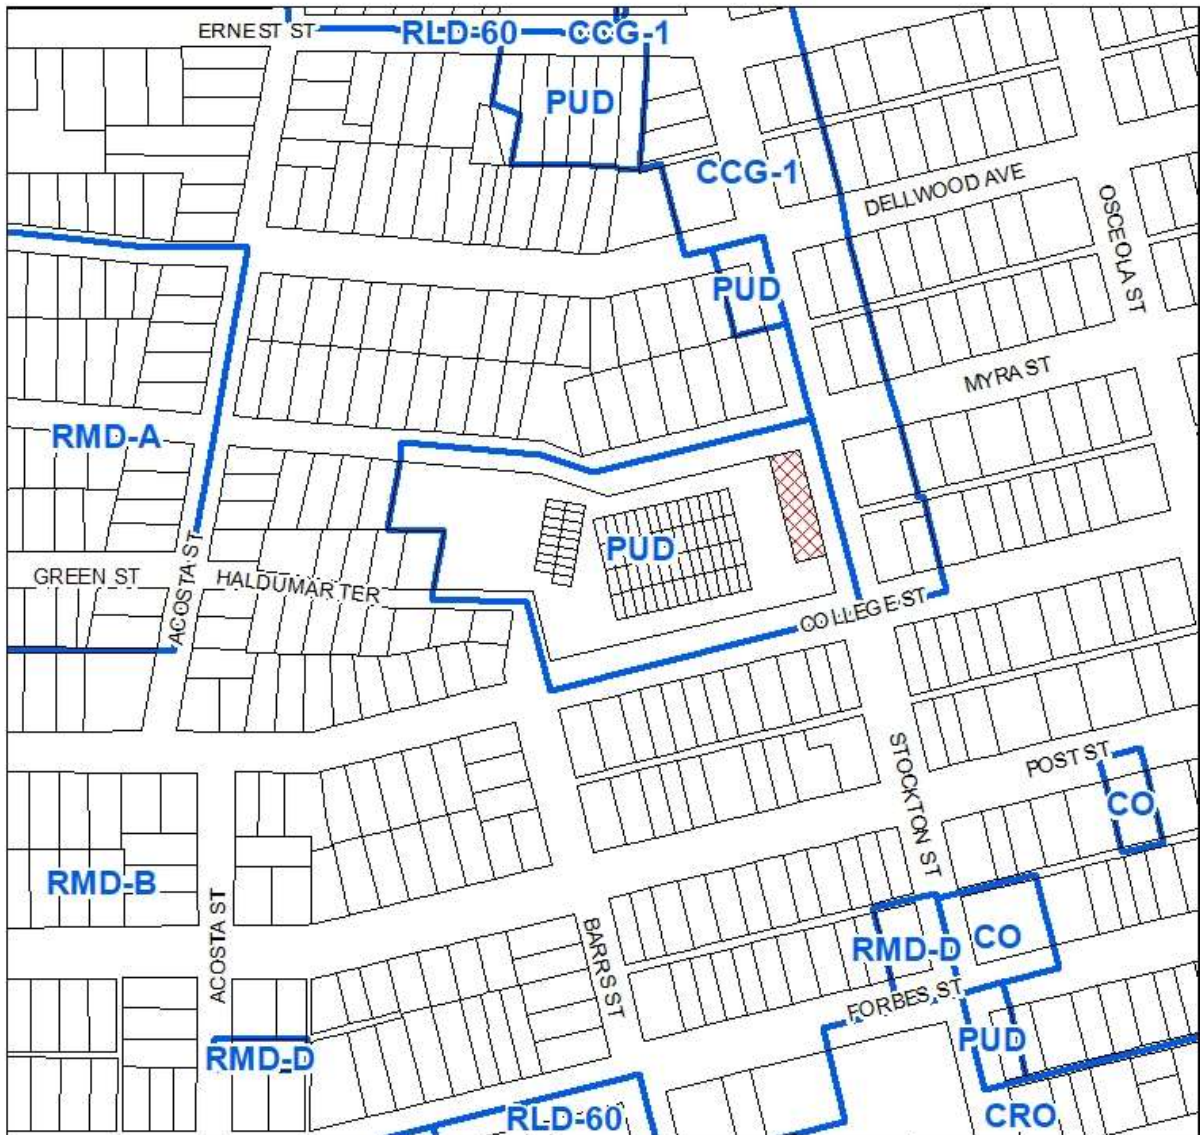 ERNEST ST
RLD-60
CCG-1
PUD
CCG-1
DELLWOOD AVE
OSCEOLA ST
PUD
MYRA ST
RMD-A
PUD
GREEN ST
ACOSTA ST
HALDUMAR TER
COLLEGE ST
STOCKTON ST
POST ST
CO
RMD-B
ACOSTA ST
BARRS ST
RMD-D
CO
FORBES ST
PUD
RMD-D
RLD-60
CRO